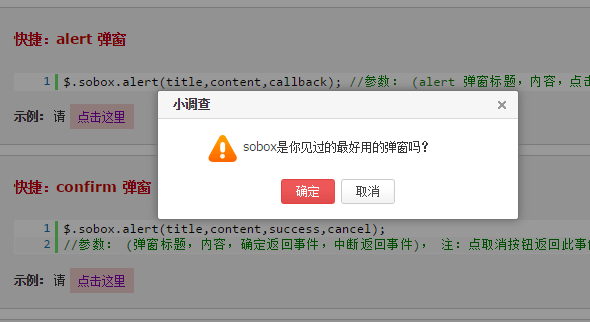 快捷：alert 弹窗
1 $.sobox.alert(title,content,callback); //参数： (alert 弹窗标题，内容，点击
示例： 请 点击这里
小调查 ×
sobox是你见过的最好用的弹窗吗？
确定 取消
快捷：confirm 弹窗
1 $.sobox.alert(title,content,success,cancel);
2 //参数： (弹窗标题，内容，确定返回事件，中断返回事件)， 注：点取消按钮返回此事件
示例： 请 点击这里